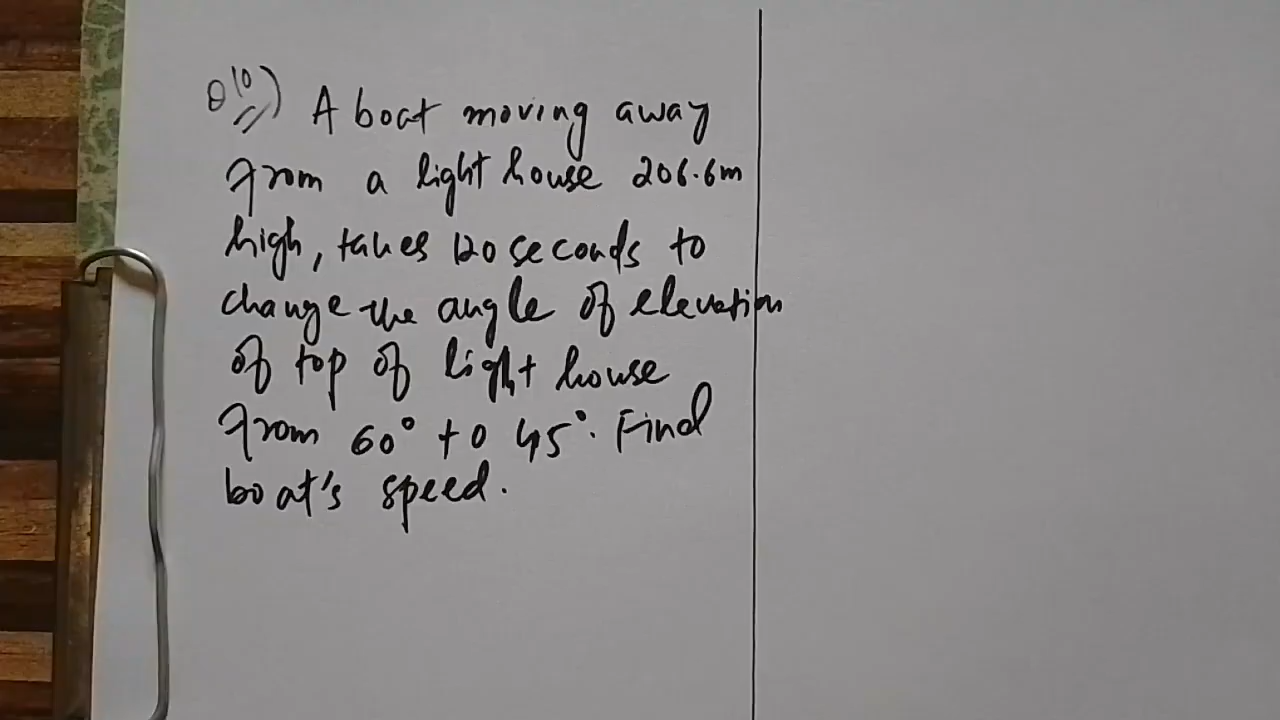 Q10) A boat moving away
from a light house 206.6m
high, takes 120 seconds to
change the angle of elevation
of top of light house
from 60° to 45°. Find
boat's speed.